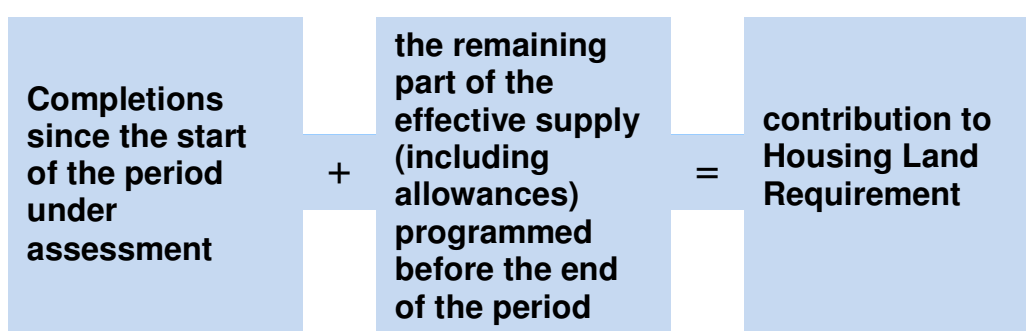 Completions
since the start
of the period
under
assessment
+
the remaining
part of the
effective supply
(including
allowances)
programmed
before the end
of the period
=
contribution to
Housing Land
Requirement